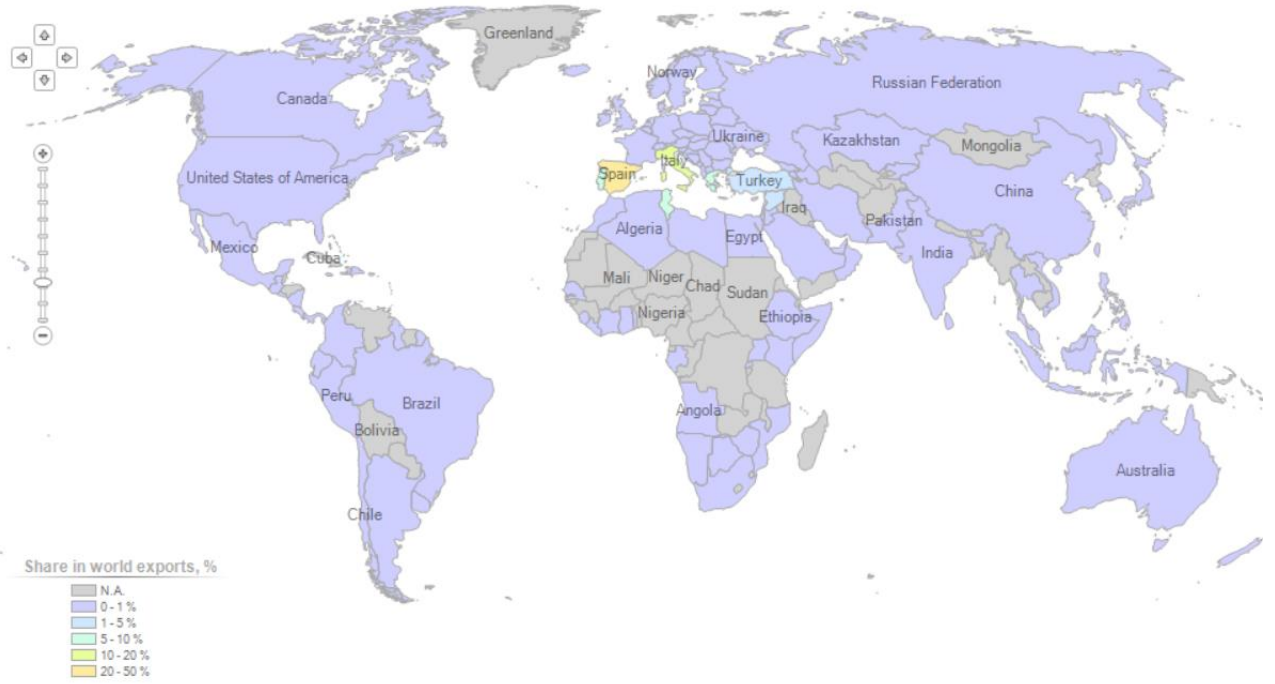 Greenland
Norway
Russian Federation
Canada
Ukraine
Kazakhstan
Mongolia
Italy
Spain
Turkey
United States of America
China
Iraq
Pakistan
Algeria
Egypt
Mexico
India
Cuba
Mali
Niger
Chad
Sudan
Nigeria
Ethiopia
Peru
Brazil
Angola
Bolivia
Australia
Chile
Share in world exports, %
N.A.
0 - 1 %
1 - 5 %
5 - 10 %
10 - 20 %
20 - 50 %